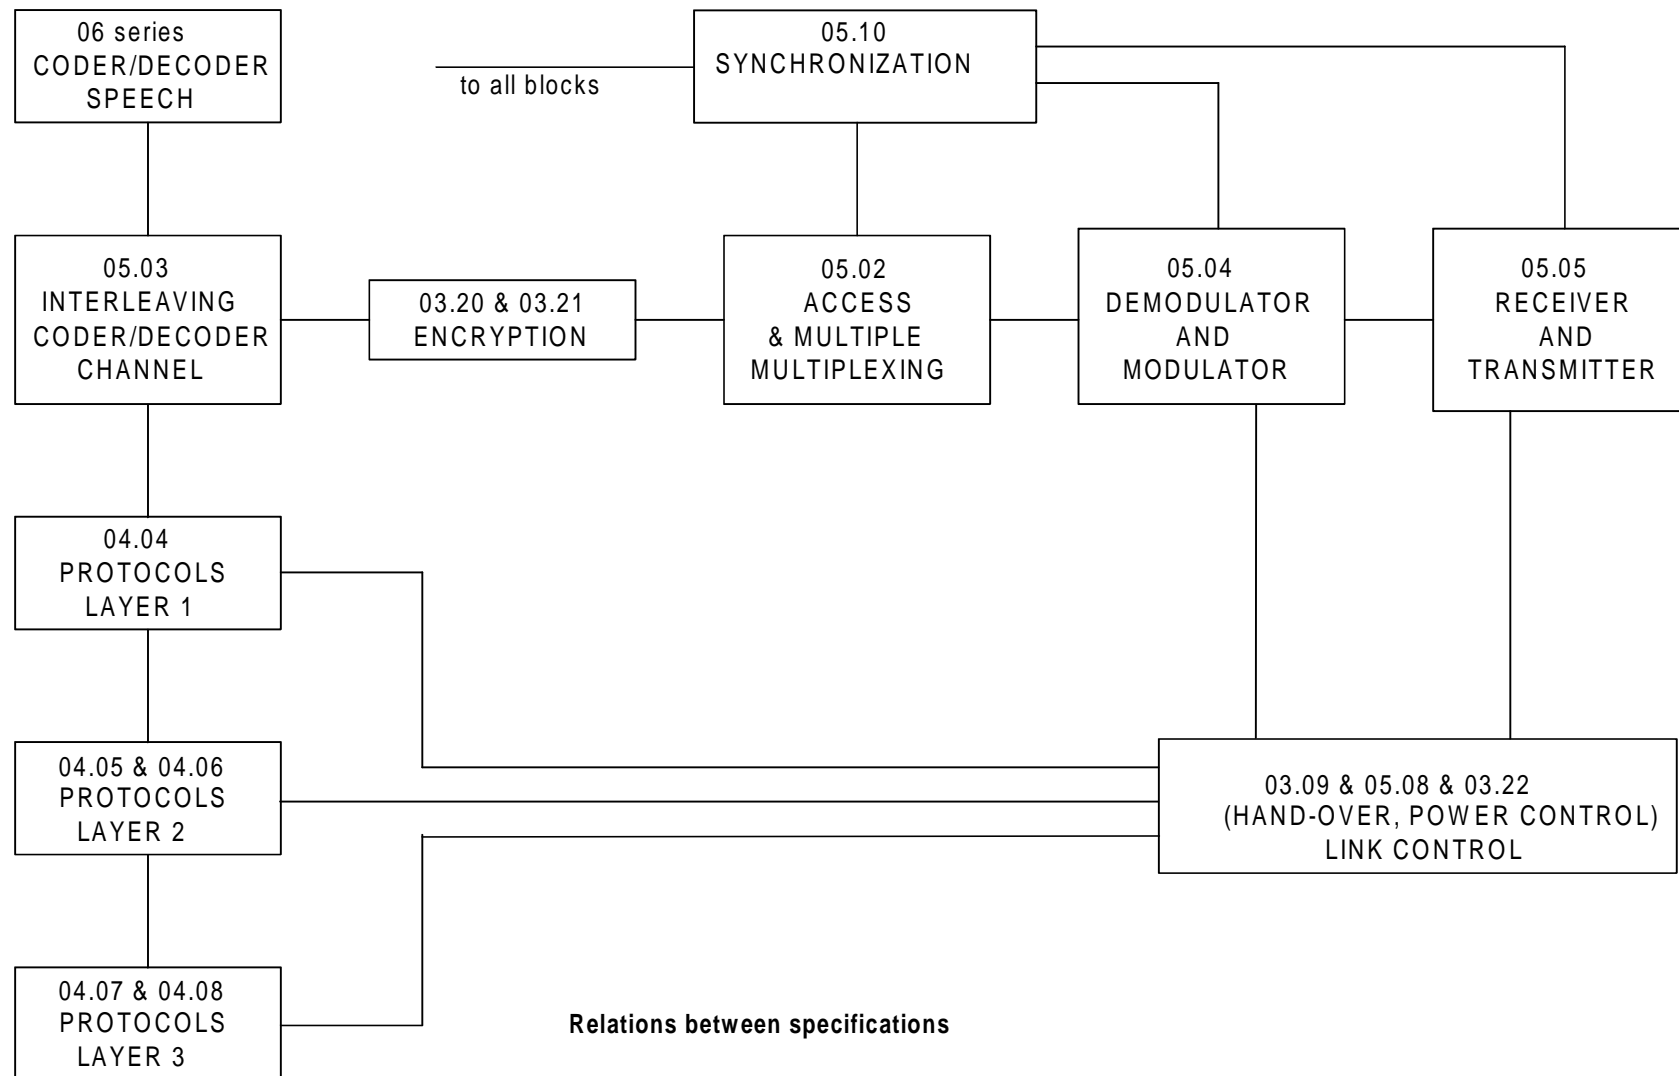 06 series
CODER/DECODER
SPEECH
05.10
SYNCHRONIZATION
to all blocks
05.03
INTERLEAVING
CODER/DECODER
CHANNEL
03.20 & 03.21
ENCRYPTION
05.02
ACCESS
& MULTIPLE
MULTIPLEXING
05.04
DEMODULATOR
AND
MODULATOR
05.05
RECEIVER
AND
TRANSMITTER
04.04
PROTOCOLS
LAYER 1
04.05 & 04.06
PROTOCOLS
LAYER 2
03.09 & 05.08 & 03.22
(HAND-OVER, POWER CONTROL)
LINK CONTROL
04.07 & 04.08
PROTOCOLS
LAYER 3
Relations between specifications